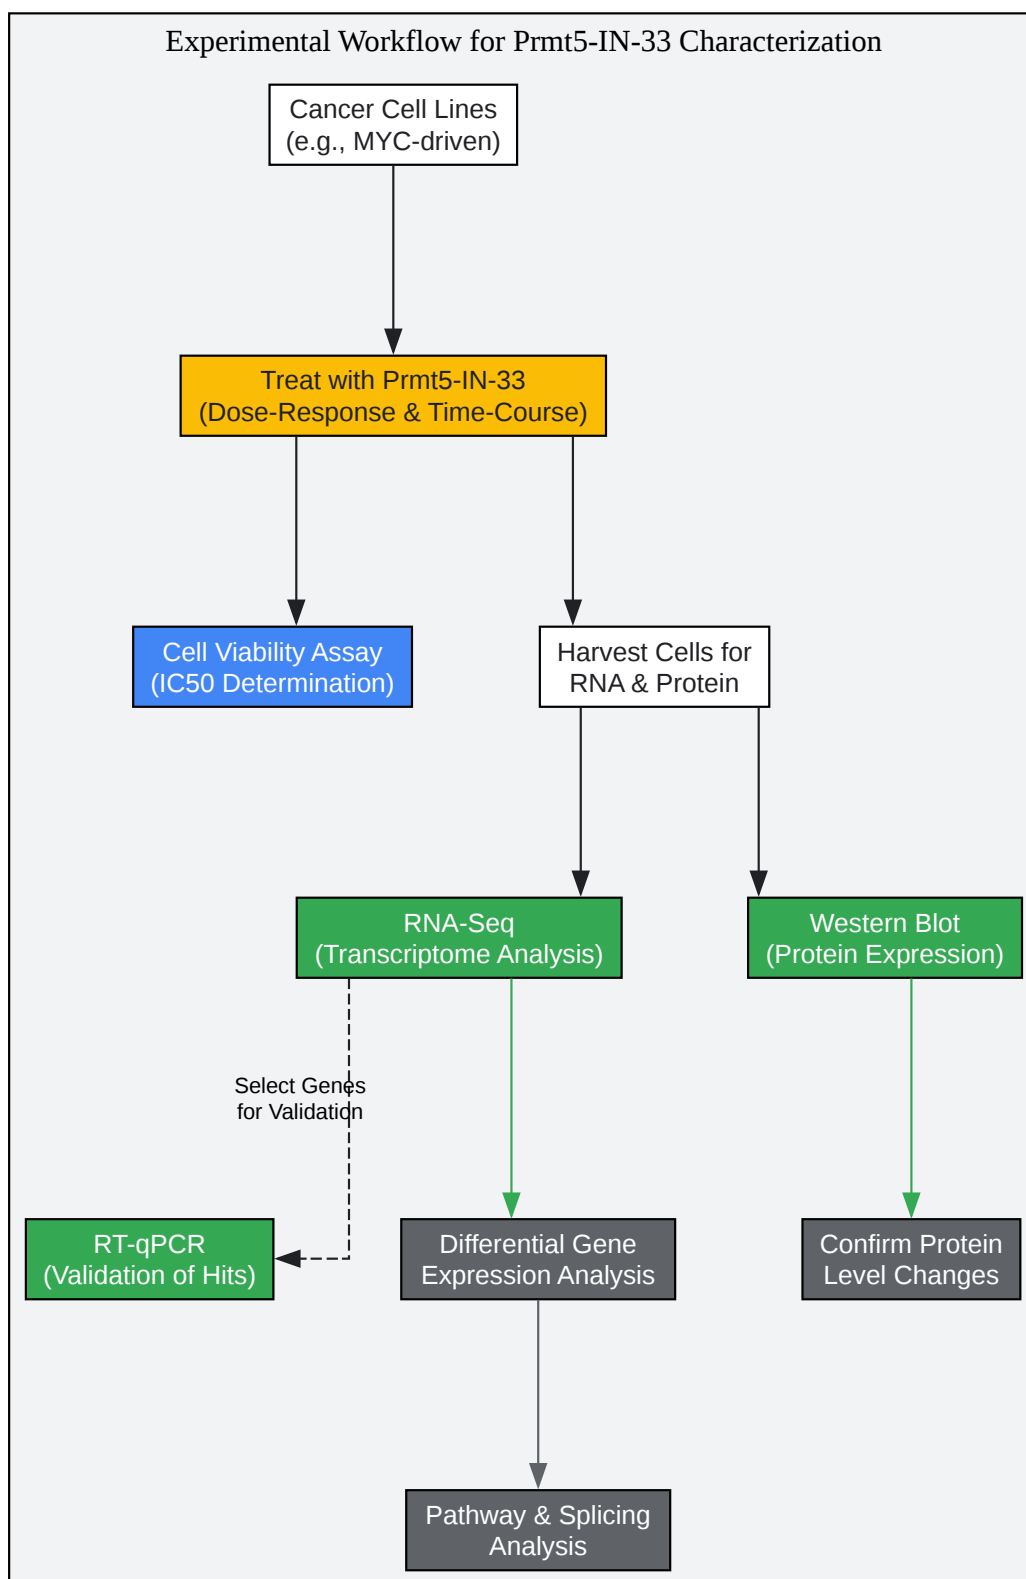 Experimental Workflow for Prmt5-IN-33 Characterization
Cancer Cell Lines
(e.g., MYC-driven)
Treat with Prmt5-IN-33
(Dose-Response & Time-Course)
Cell Viability Assay
(IC50 Determination)
Harvest Cells for
RNA & Protein
RNA-Seq
(Transcriptome Analysis)
Western Blot
(Protein Expression)
Select Genes
for Validation
RT-qPCR
(Validation of Hits)
Differential Gene
Expression Analysis
Confirm Protein
Level Changes
Pathway & Splicing
Analysis